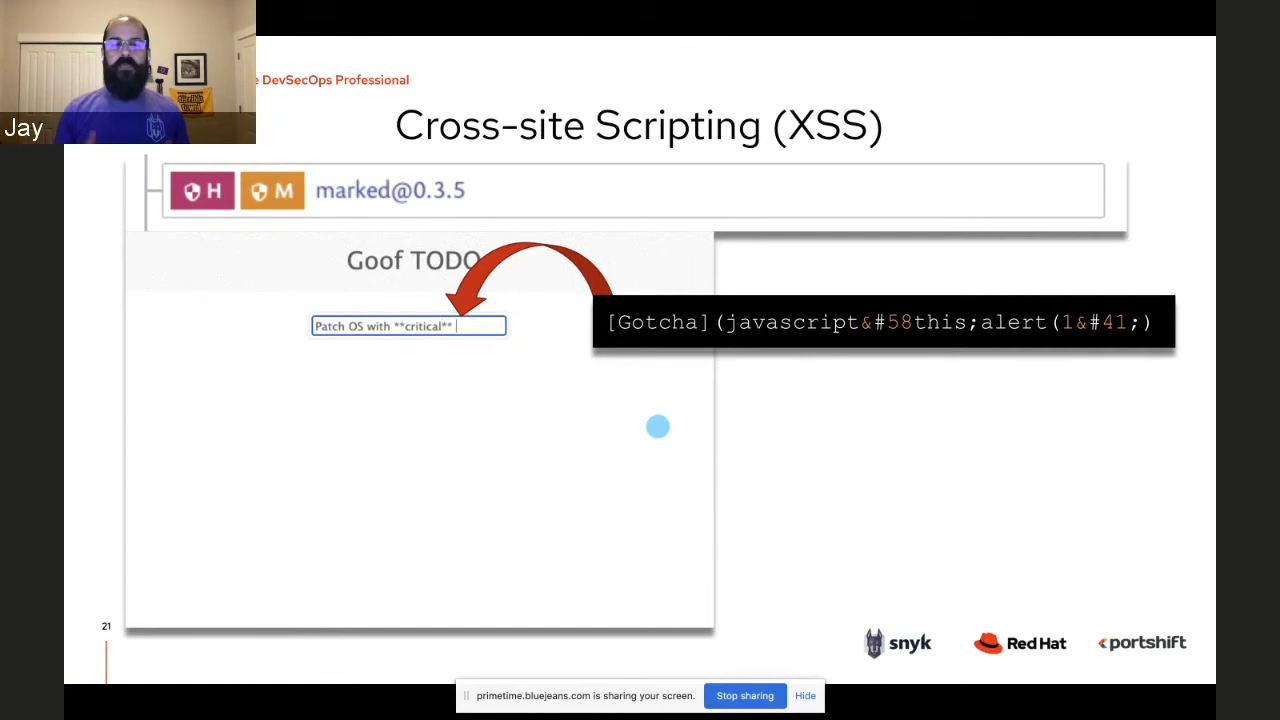 Jay
DevSecOps Professional
Cross-site Scripting (XSS)
H M marked@0.3.5
Goof TODO
Patch OS with **critical**
[Gotcha](javascript&#58this;alert(1&#41;)
21
snyk Red Hat portshift
primetime.bluejeans.com is sharing your screen. Stop sharing Hide